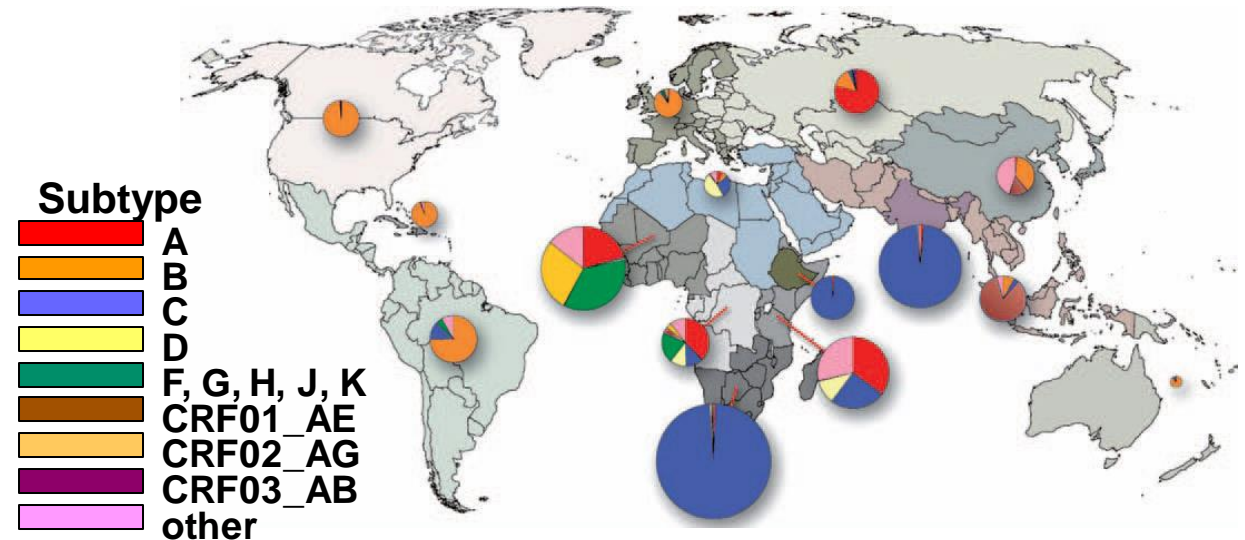 Subtype
A
B
C
D
F, G, H, J, K
CRF01_AE
CRF02_AG
CRF03_AB
other